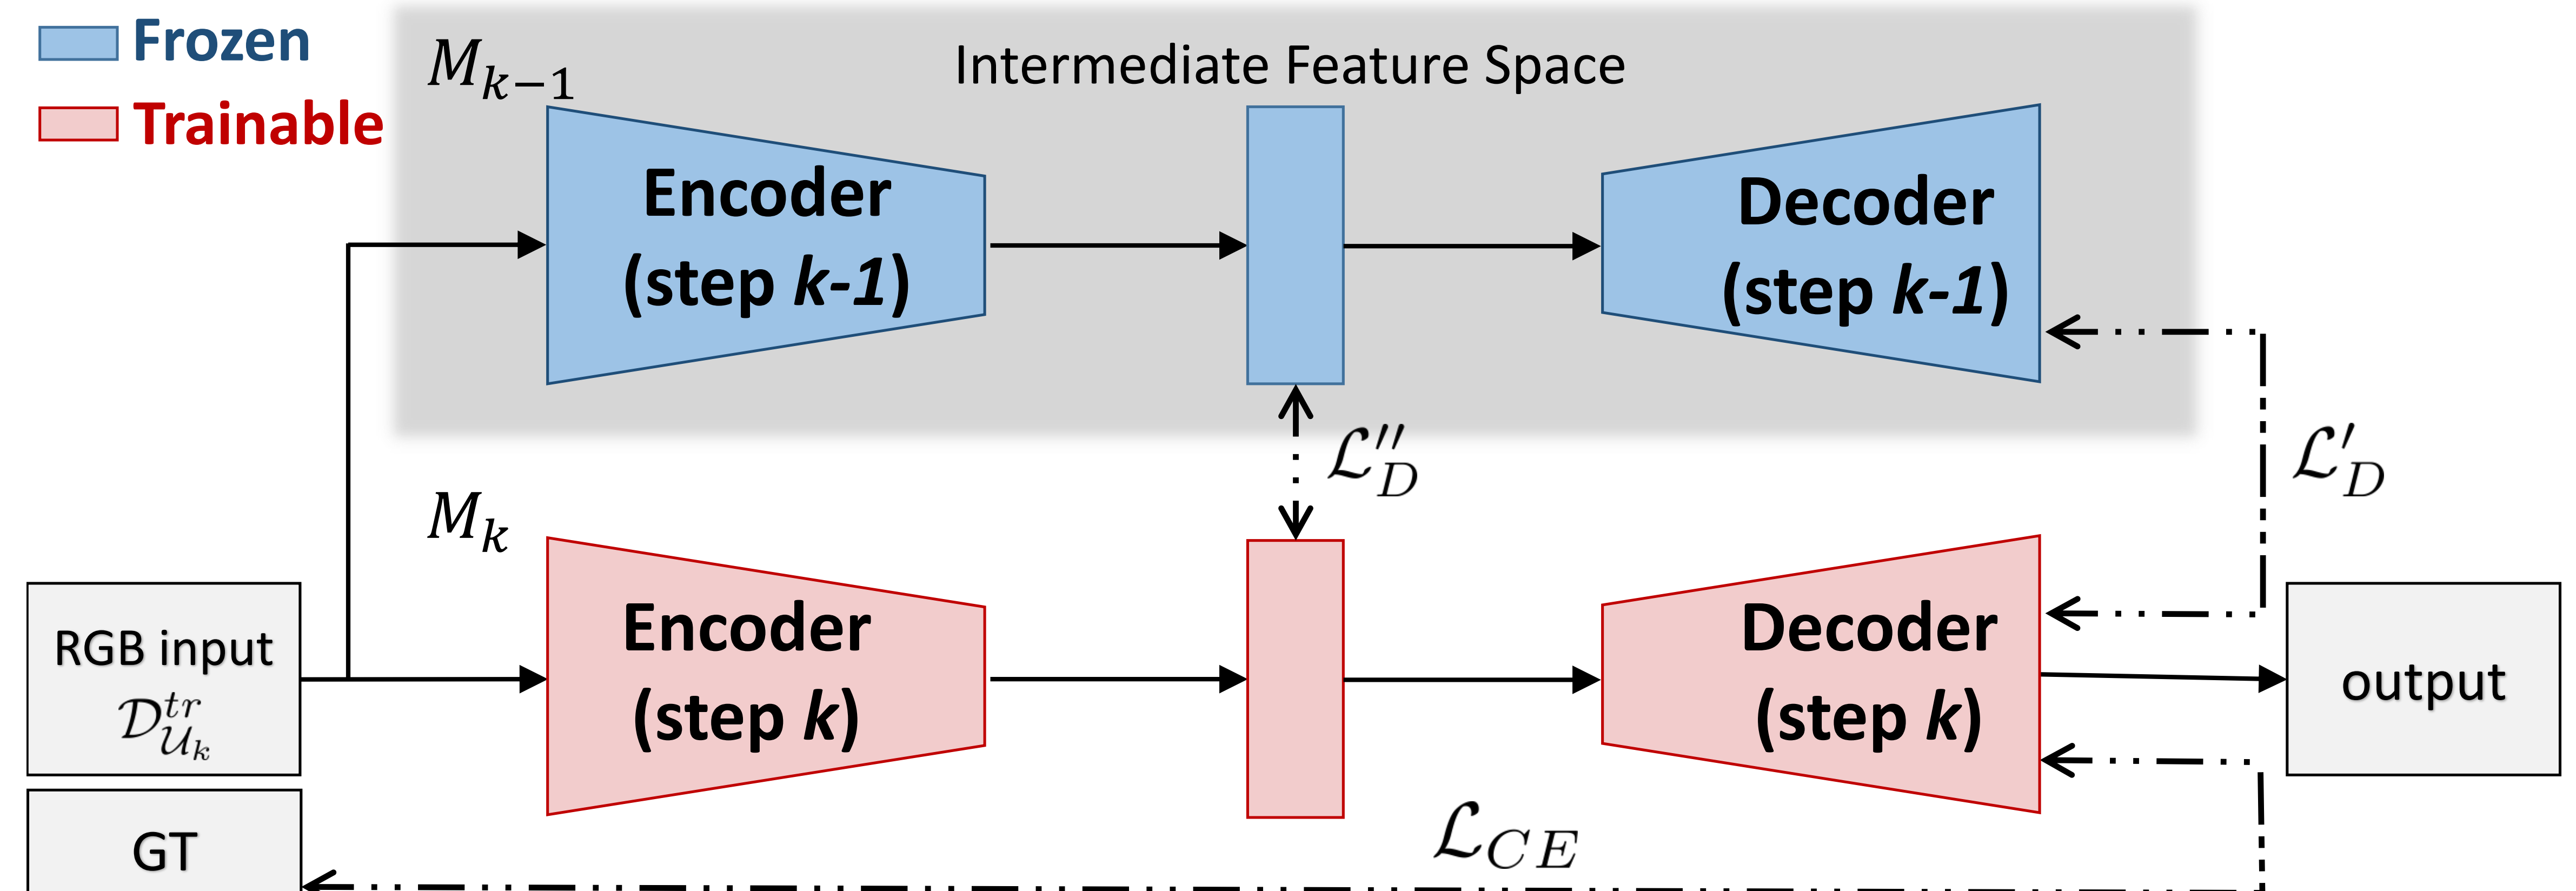 Frozen
Trainable
M_{k−1}
Intermediate Feature Space
Encoder
(step k-1)
Decoder
(step k-1)
ℒ''_D
ℒ'_D
M_k
RGB input
𝒟^{tr}_{𝒰_k}
Encoder
(step k)
Decoder
(step k)
output
GT
ℒ_{CE}